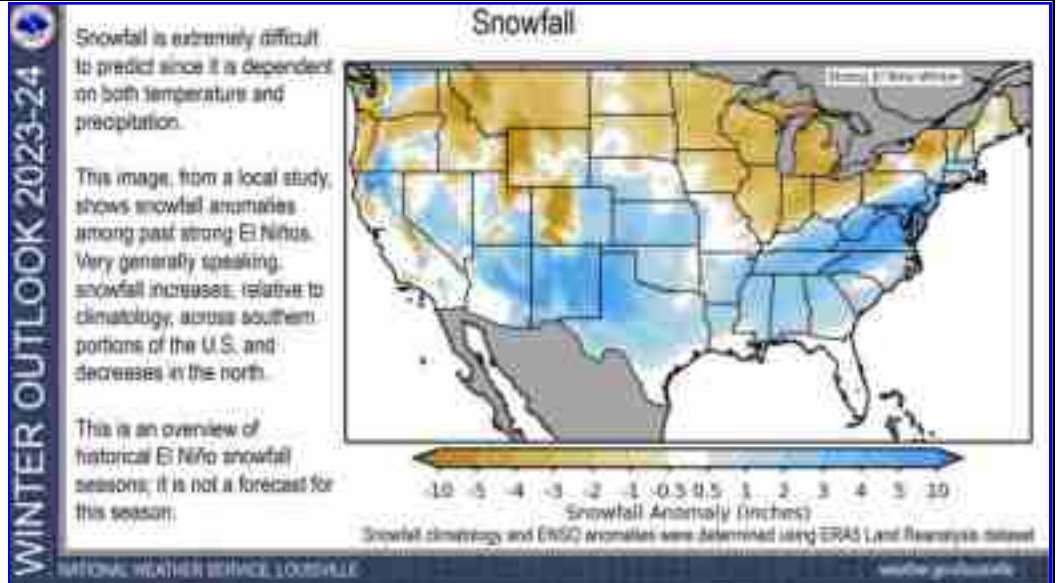 WINTER OUTLOOK 2023-24
Snowfall
Snowfall is extremely difficult
to predict since it is dependent
on both temperature and
precipitation.
This image, from a local study,
shows snowfall anomalies
among past strong El Niños.
Very generally speaking,
snowfall increases, relative to
climatology, across southern
portions of the U.S. and
decreases in the north.
This is an overview of
historical El Niño snowfall
seasons; it is not a forecast for
this season.
Strong El Nino Winter
-10 -5 -4 -3 -2 -1 -0.5 0.5 1 2 3 4 5 10
Snowfall Anomaly (inches)
Snowfall climatology and ENSO anomalies were determined using ERA5 Land Reanalysis dataset
NATIONAL WEATHER SERVICE LOUISVILLE
weather.gov/louisville